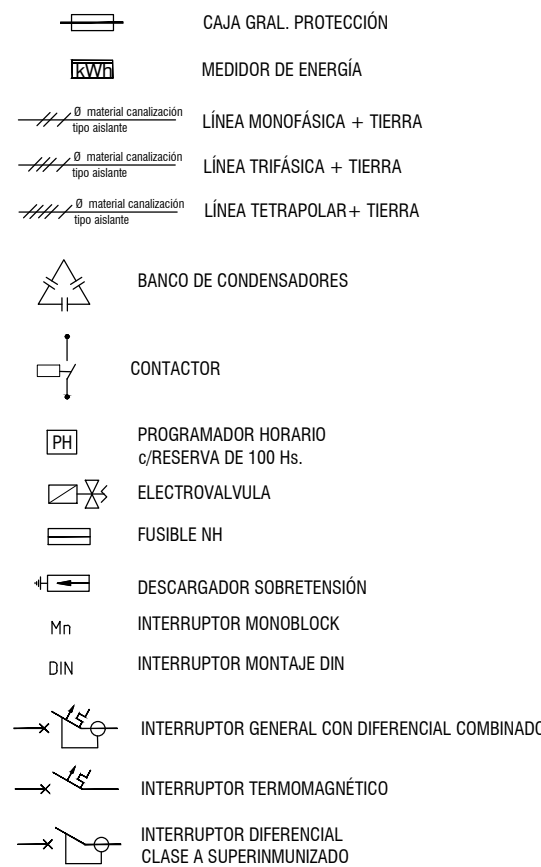 CAJA GRAL. PROTECCIÓN
kWh MEDIDOR DE ENERGÍA
Ø material canalización
tipo aislante
LÍNEA MONOFÁSICA + TIERRA
Ø material canalización
tipo aislante
LÍNEA TRIFÁSICA + TIERRA
Ø material canalización
tipo aislante
LÍNEA TETRAPOLAR+ TIERRA
BANCO DE CONDENSADORES
CONTACTOR
PH PROGRAMADOR HORARIO
c/RESERVA DE 100 Hs.
ELECTROVALVULA
FUSIBLE NH
DESCARGADOR SOBRETENSIÓN
Mn INTERRUPTOR MONOBLOCK
DIN INTERRUPTOR MONTAJE DIN
INTERRUPTOR GENERAL CON DIFERENCIAL COMBINADO
INTERRUPTOR TERMOMAGNÉTICO
INTERRUPTOR DIFERENCIAL
CLASE A SUPERINMUNIZADO